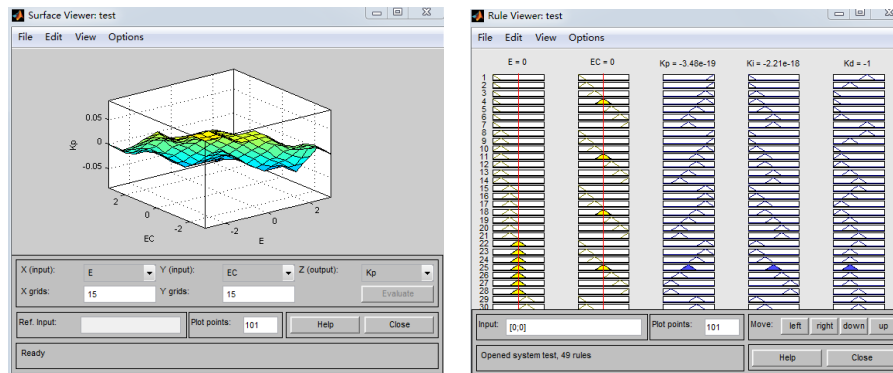 Surface Viewer: test
File Edit View Options
0.05
0
-0.05
Kp
2
0
-2
EC
-2
0
2
E
X (input): E Y (input): EC Z (output): Kp
X grids: 15 Y grids: 15 Evaluate
Ref. Input: Plot points: 101 Help Close
Ready
Rule Viewer: test
File Edit View Options
E = 0 EC = 0 Kp = -3.48e-19 Ki = -2.21e-18 Kd = -1
1
2
3
4
5
6
7
8
9
10
11
12
13
14
15
16
17
18
19
20
21
22
23
24
25
26
27
28
29
30
Input: [0;0] Plot points: 101 Move: left right down up
Opened system test, 49 rules Help Close